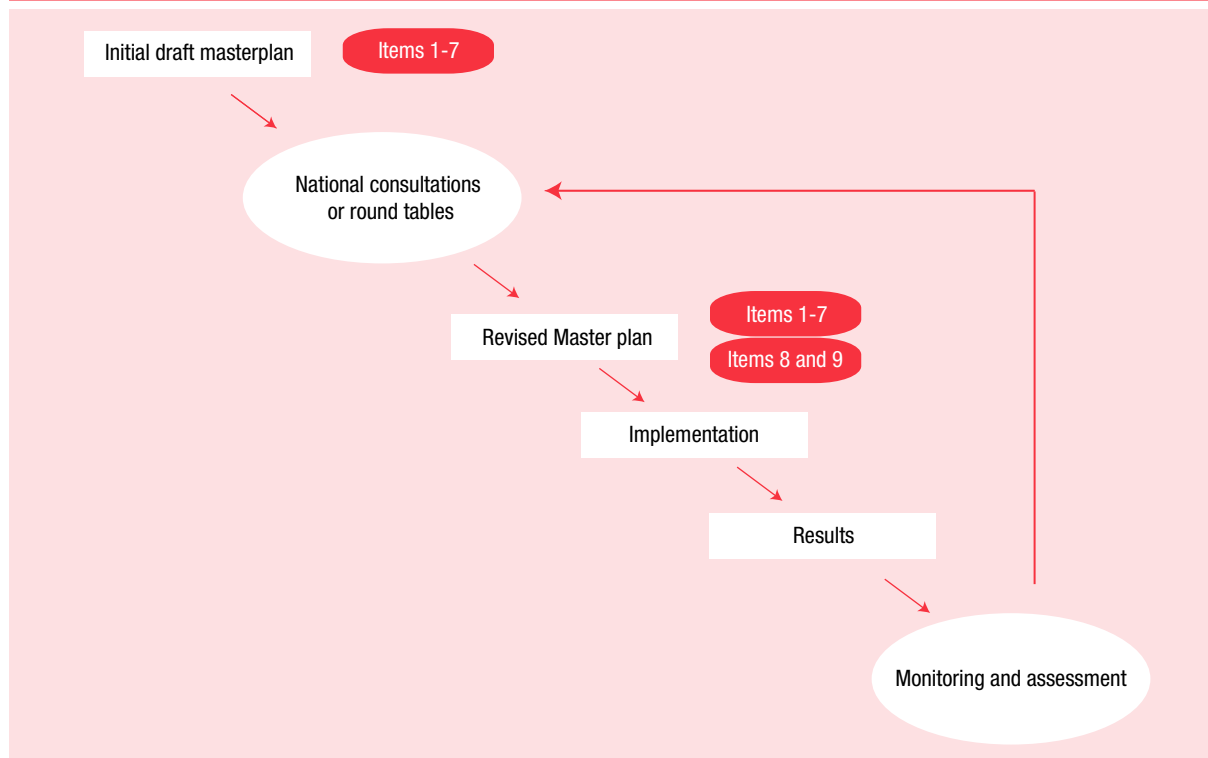 Initial draft masterplan
Items 1-7
National consultations
or round tables
Revised Master plan
Items 1-7
Items 8 and 9
Implementation
Results
Monitoring and assessment